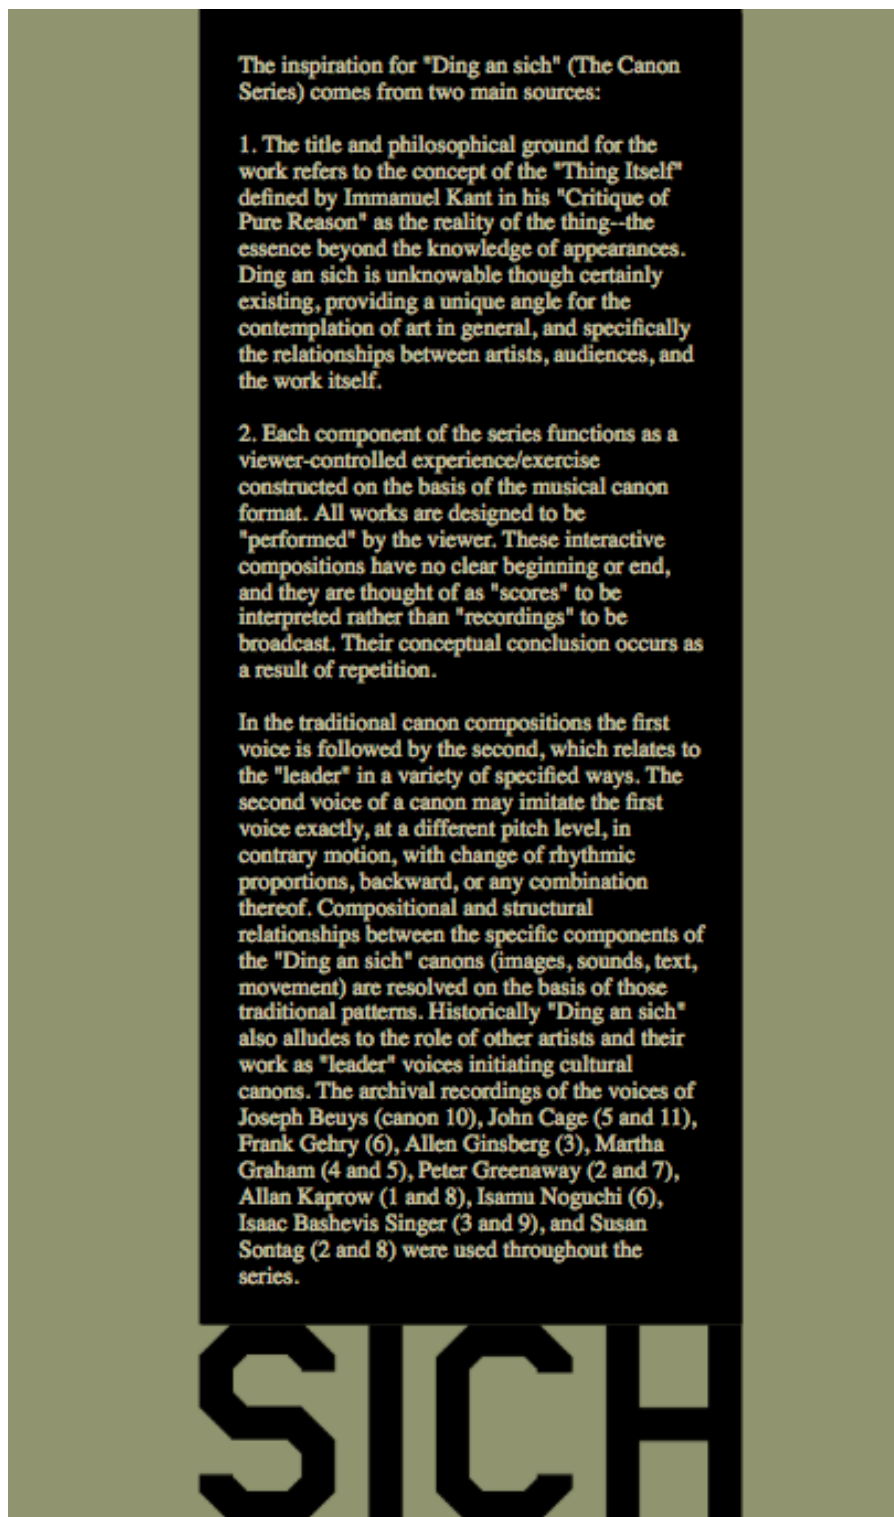 The inspiration for "Ding an sich" (The Canon
Series) comes from two main sources:
1. The title and philosophical ground for the
work refers to the concept of the "Thing Itself"
defined by Immanuel Kant in his "Critique of
Pure Reason" as the reality of the thing--the
essence beyond the knowledge of appearances.
Ding an sich is unknowable though certainly
existing, providing a unique angle for the
contemplation of art in general, and specifically
the relationships between artists, audiences, and
the work itself.
2. Each component of the series functions as a
viewer-controlled experience/exercise
constructed on the basis of the musical canon
format. All works are designed to be
"performed" by the viewer. These interactive
compositions have no clear beginning or end,
and they are thought of as "scores" to be
interpreted rather than "recordings" to be
broadcast. Their conceptual conclusion occurs as
a result of repetition.
In the traditional canon compositions the first
voice is followed by the second, which relates to
the "leader" in a variety of specified ways. The
second voice of a canon may imitate the first
voice exactly, at a different pitch level, in
contrary motion, with change of rhythmic
proportions, backward, or any combination
thereof. Compositional and structural
relationships between the specific components of
the "Ding an sich" canons (images, sounds, text,
movement) are resolved on the basis of those
traditional patterns. Historically "Ding an sich"
also alludes to the role of other artists and their
work as "leader" voices initiating cultural
canons. The archival recordings of the voices of
Joseph Beuys (canon 10), John Cage (5 and 11),
Frank Gehry (6), Allen Ginsberg (3), Martha
Graham (4 and 5), Peter Greenaway (2 and 7),
Allan Kaprow (1 and 8), Isamu Noguchi (6),
Isaac Bashevis Singer (3 and 9), and Susan
Sontag (2 and 8) were used throughout the
series.
SICH